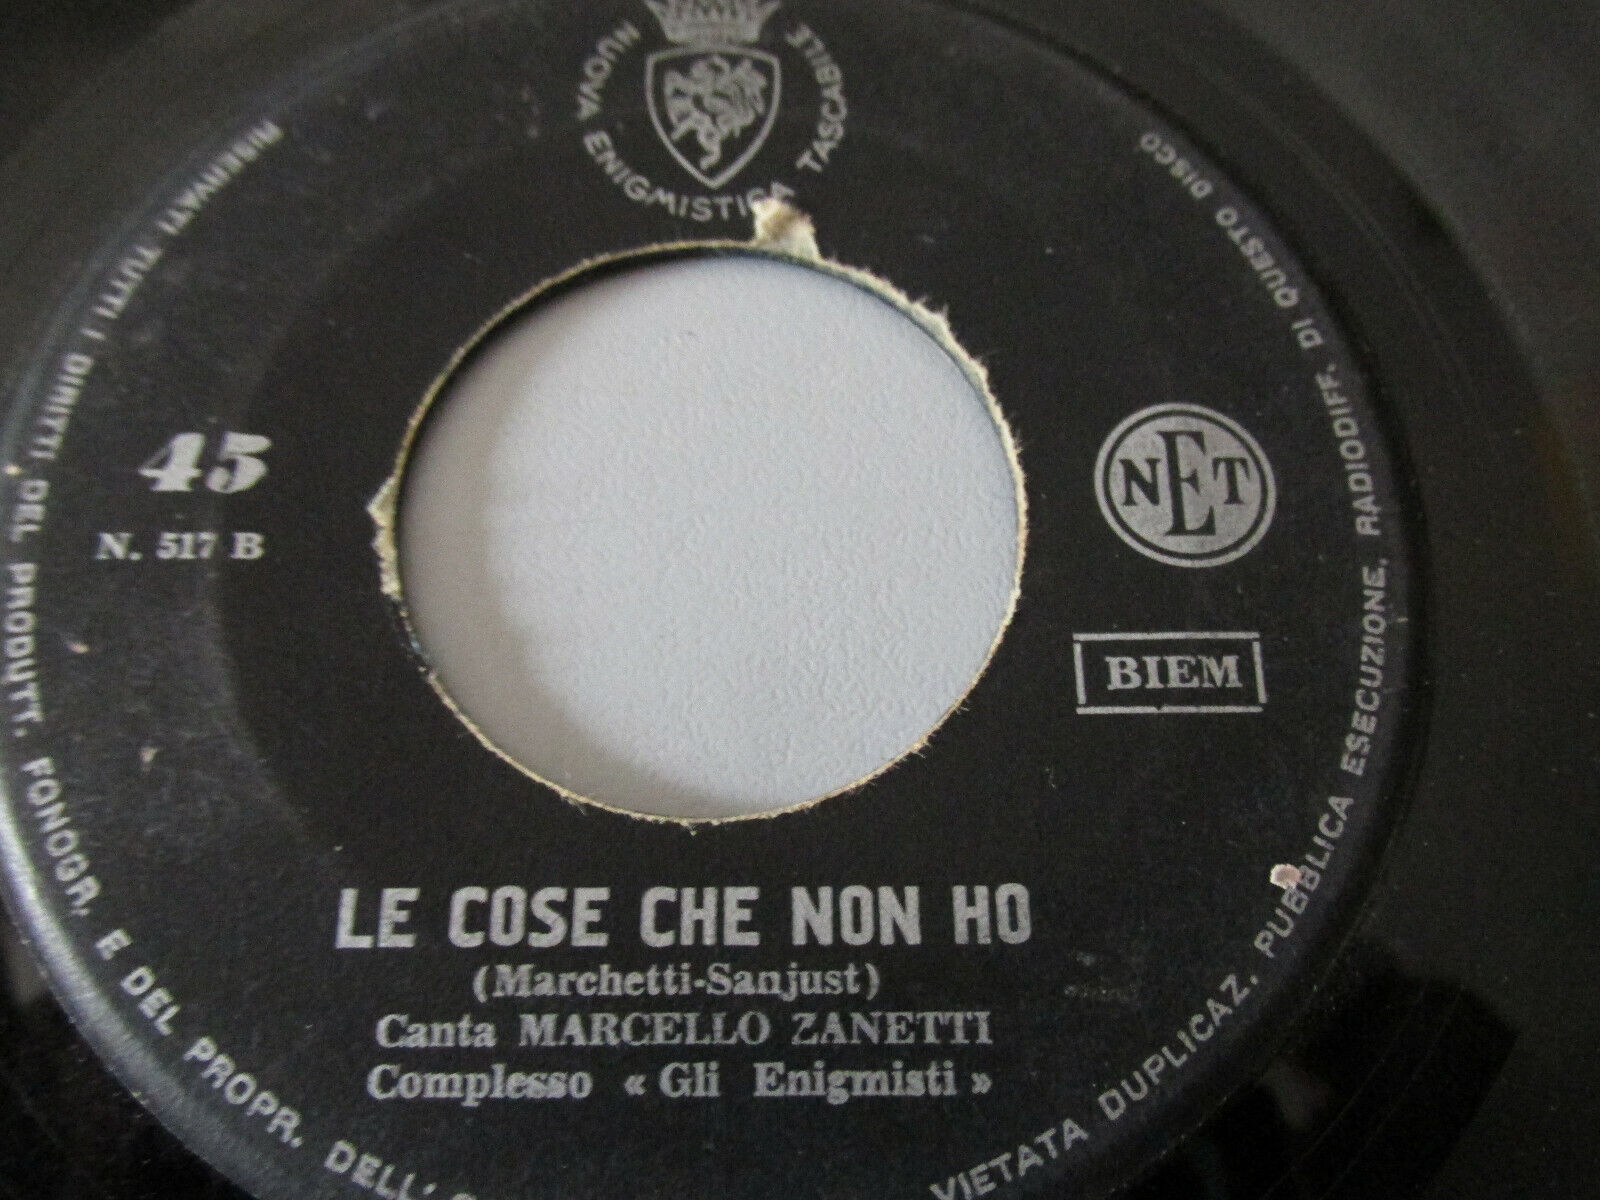 NUOVA ENIGMISTICA TASCABILE
45
N. 517 B
NET
BIEM
LE COSE CHE NON HO
(Marchetti-Sanjust)
Canta MARCELLO ZANETTI
Complesso « Gli Enigmisti »
RISERVATI TUTTI I DIRITTI DEL PRODUTT. FONOGR. E DEL PROPR. DELL'
VIETATA DUPLICAZ. PUBBLICA ESECUZIONE. RADIODIFF. DI QUESTO DISCO